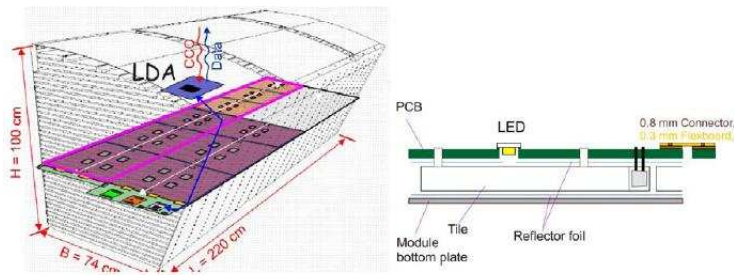 LDA
CCC
Data
H = 100 cm
B = 74 cm
L = 220 cm
PCB
LED
0.8 mm Connector,
0.3 mm Flexboard,
Tile
Reflector foil
Module
bottom plate